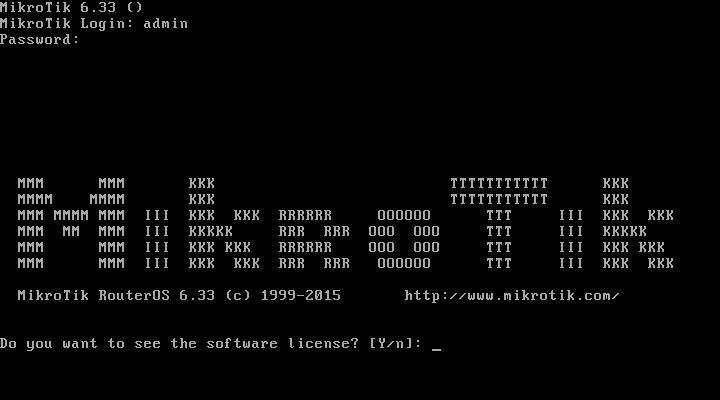 MikroTik 6.33 ()
MikroTik Login: admin
Password:
  MMM      MMM       KKK                          TTTTTTTTTTT      KKK
  MMMM    MMMM       KKK                          TTTTTTTTTTT      KKK
  MMM MMMM MMM  III  KKK  KKK  RRRRRR     OOOOOO      TTT     III  KKK  KKK
  MMM  MM  MMM  III  KKKKK     RRR  RRR  OOO  OOO     TTT     III  KKKKK
  MMM      MMM  III  KKK KKK   RRRRRR    OOO  OOO     TTT     III  KKK KKK
  MMM      MMM  III  KKK  KKK  RRR  RRR   OOOOOO      TTT     III  KKK  KKK
  MikroTik RouterOS 6.33 (c) 1999-2015       http://www.mikrotik.com/
Do you want to see the software license? [Y/n]: _